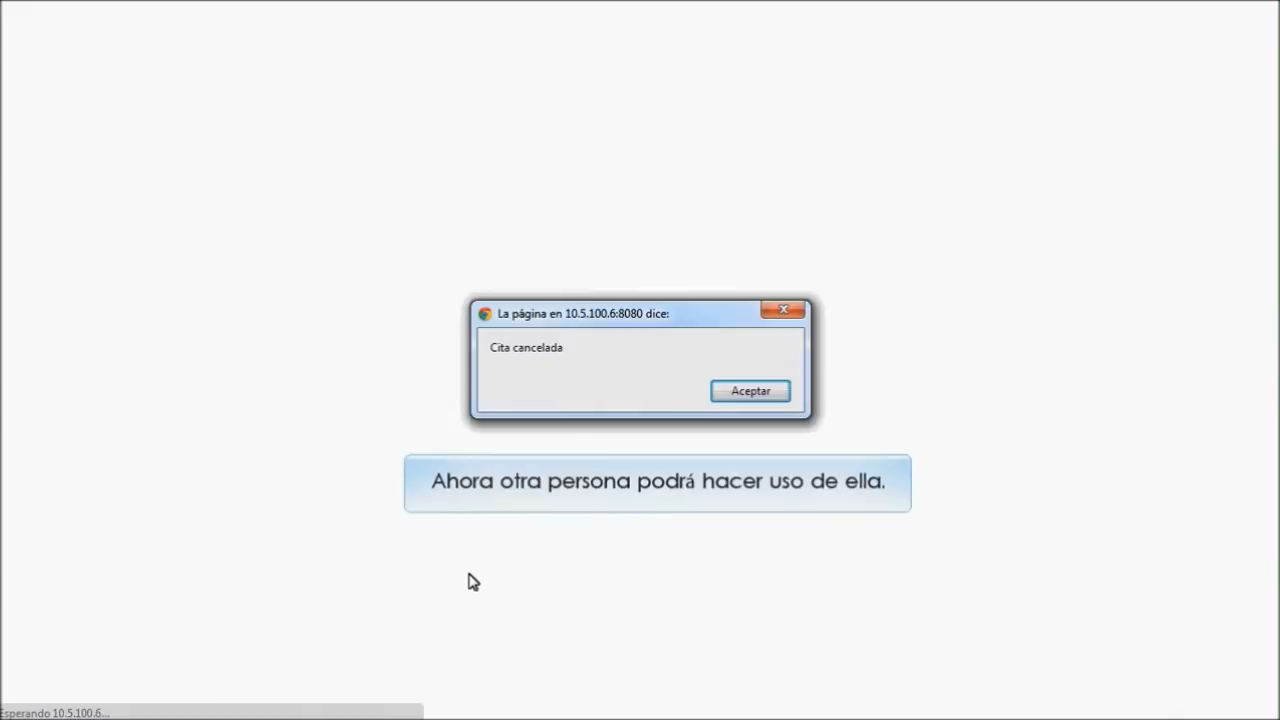 La página en 10.5.100.6:8080 dice:
Cita cancelada
Aceptar
Ahora otra persona podrá hacer uso de ella.
Esperando 10.5.100.6...